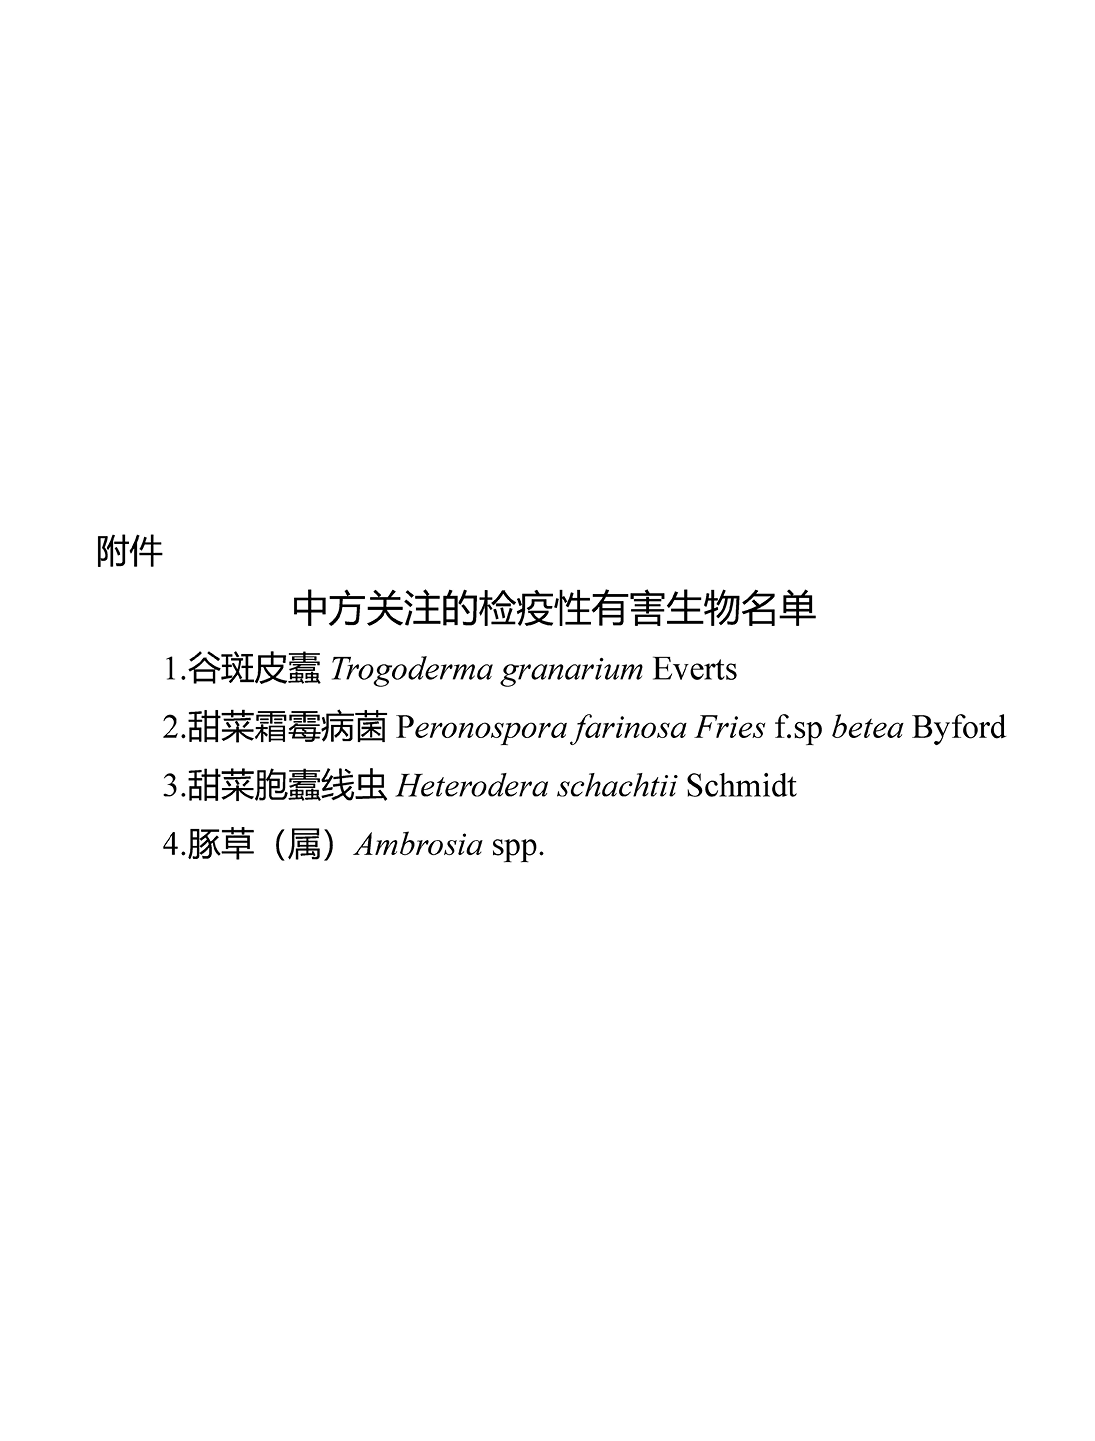 附件
中方关注的检疫性有害生物名单
1.谷斑皮蠹 Trogoderma granarium Everts
2.甜菜霜霉病菌 Peronospora farinosa Fries f.sp betea Byford
3.甜菜胞蠹线虫 Heterodera schachtii Schmidt
4.豚草（属）Ambrosia spp.